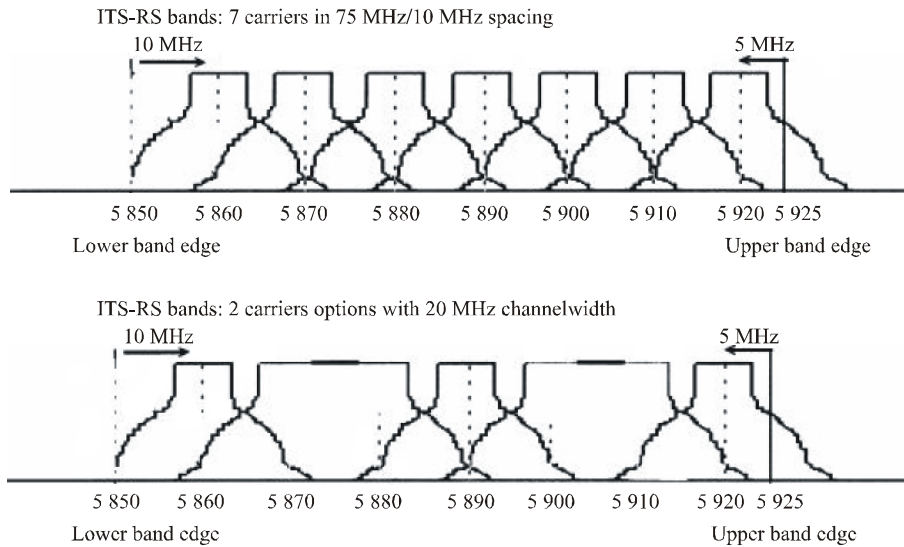 ITS-RS bands: 7 carriers in 75 MHz/10 MHz spacing
10 MHz 5 MHz
5 850 5 860 5 870 5 880 5 890 5 900 5 910 5 920 5 925
Lower band edge Upper band edge
ITS-RS bands: 2 carriers options with 20 MHz channelwidth
10 MHz 5 MHz
5 850 5 860 5 870 5 880 5 890 5 900 5 910 5 920 5 925
Lower band edge Upper band edge